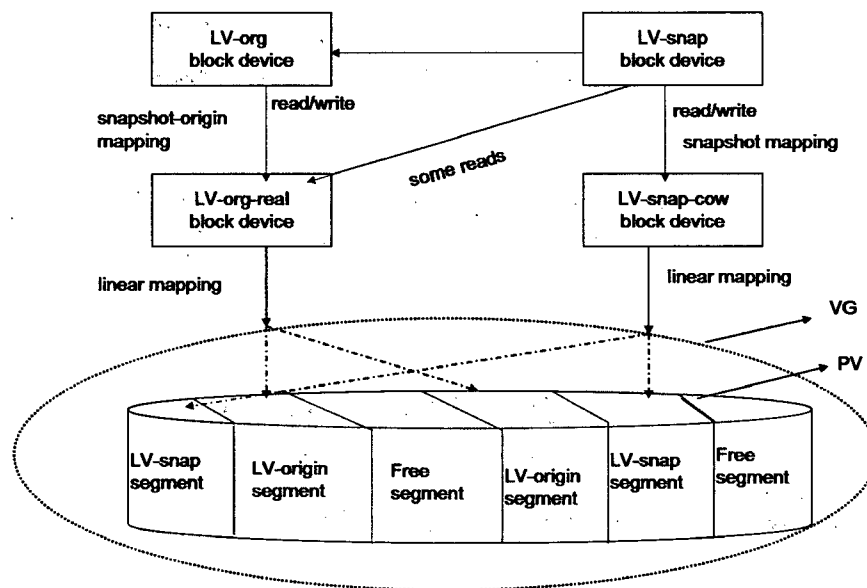 LV-org
block device
LV-snap
block device
read/write
snapshot-origin
mapping
read/write
snapshot mapping
some reads
LV-org-real
block device
LV-snap-cow
block device
linear mapping
linear mapping
VG
PV
LV-snap
segment
LV-origin
segment
Free
segment
LV-origin
segment
LV-snap
segment
Free
segment